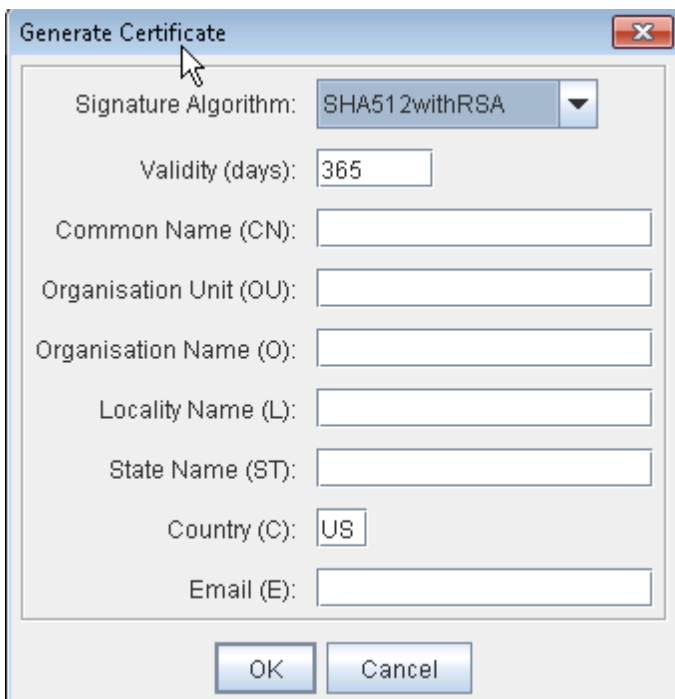 Generate Certificate
Signature Algorithm: SHA512withRSA
Validity (days): 365
Common Name (CN):
Organisation Unit (OU):
Organisation Name (O):
Locality Name (L):
State Name (ST):
Country (C): US
Email (E):
OK Cancel